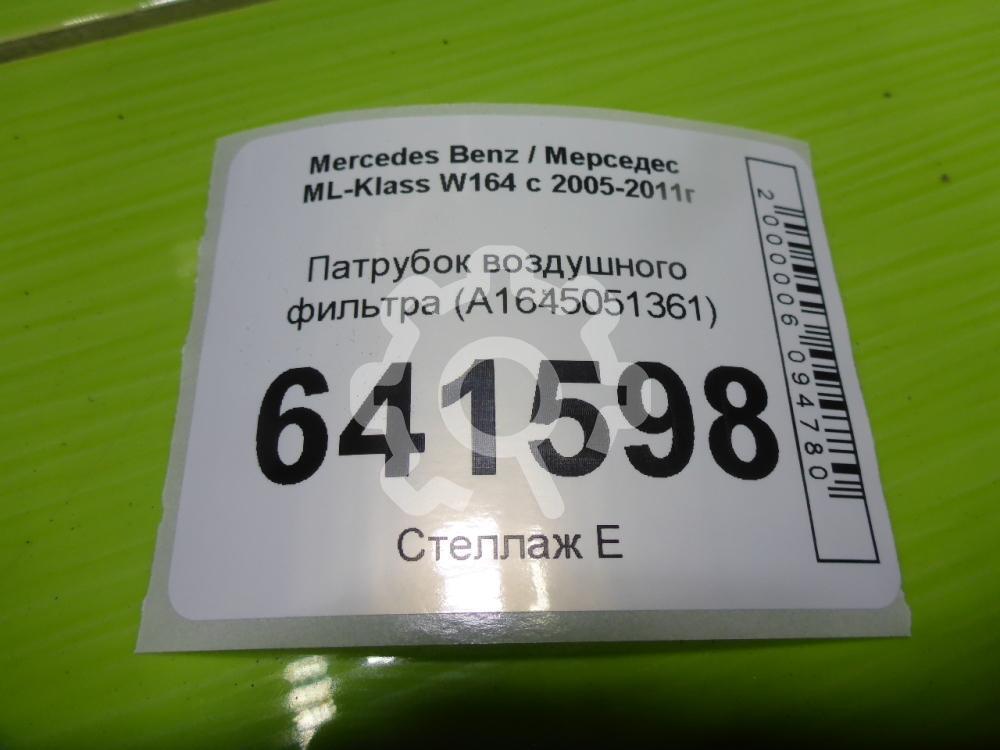 Mercedes Benz / Мерседес
ML-Klass W164 с 2005-2011г
Патрубок воздушного
фильтра (A1645051361)
641598
Стеллаж Е
2000006094780